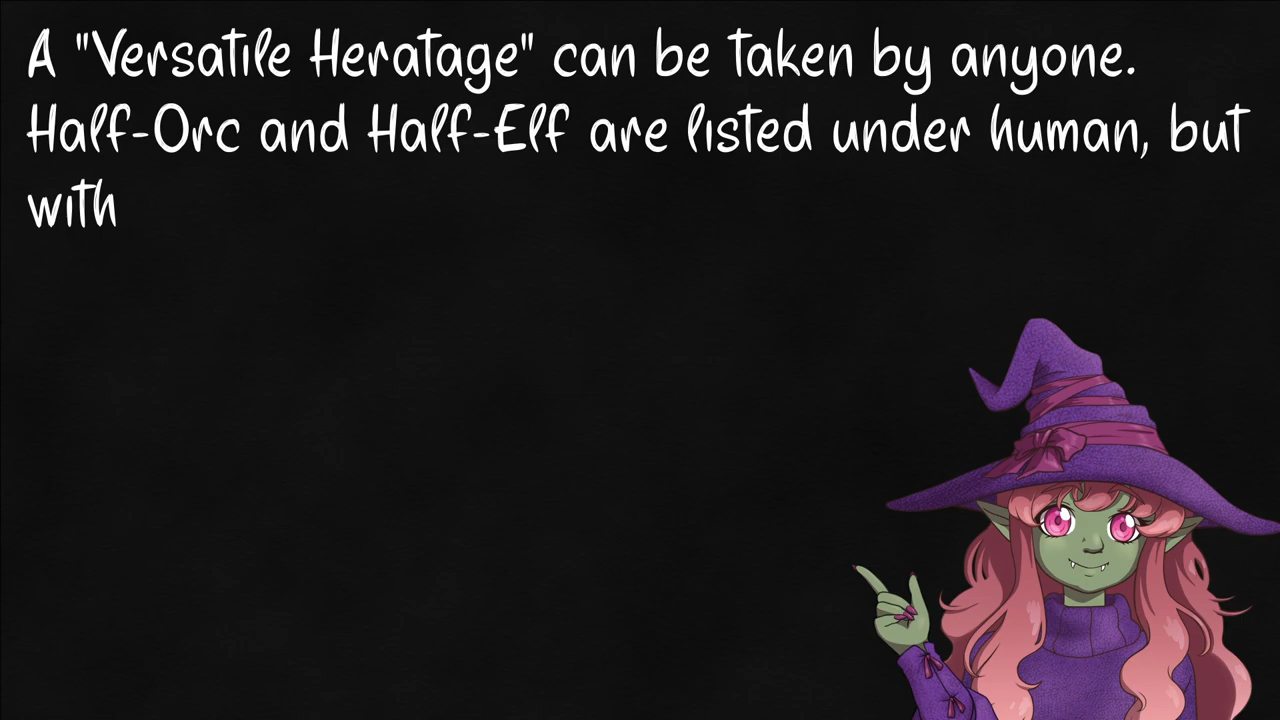 A "Versatile Heratage" can be taken by anyone.
Half-Orc and Half-Elf are listed under human, but
with